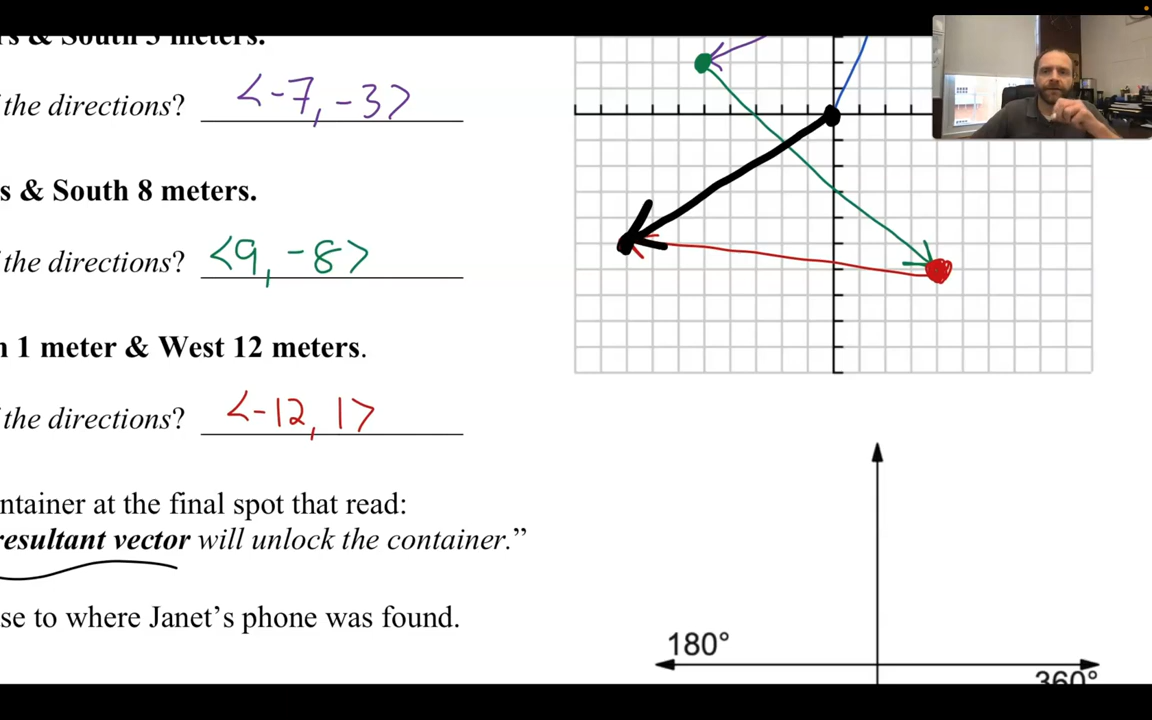 & South 3 meters.
the directions? <-7, -3>
& South 8 meters.
the directions? <9, -8>
1 meter & West 12 meters.
the directions? <-12, 1>
ntainer at the final spot that read:
resultant vector will unlock the container.”
se to where Janet’s phone was found.
180°
360°